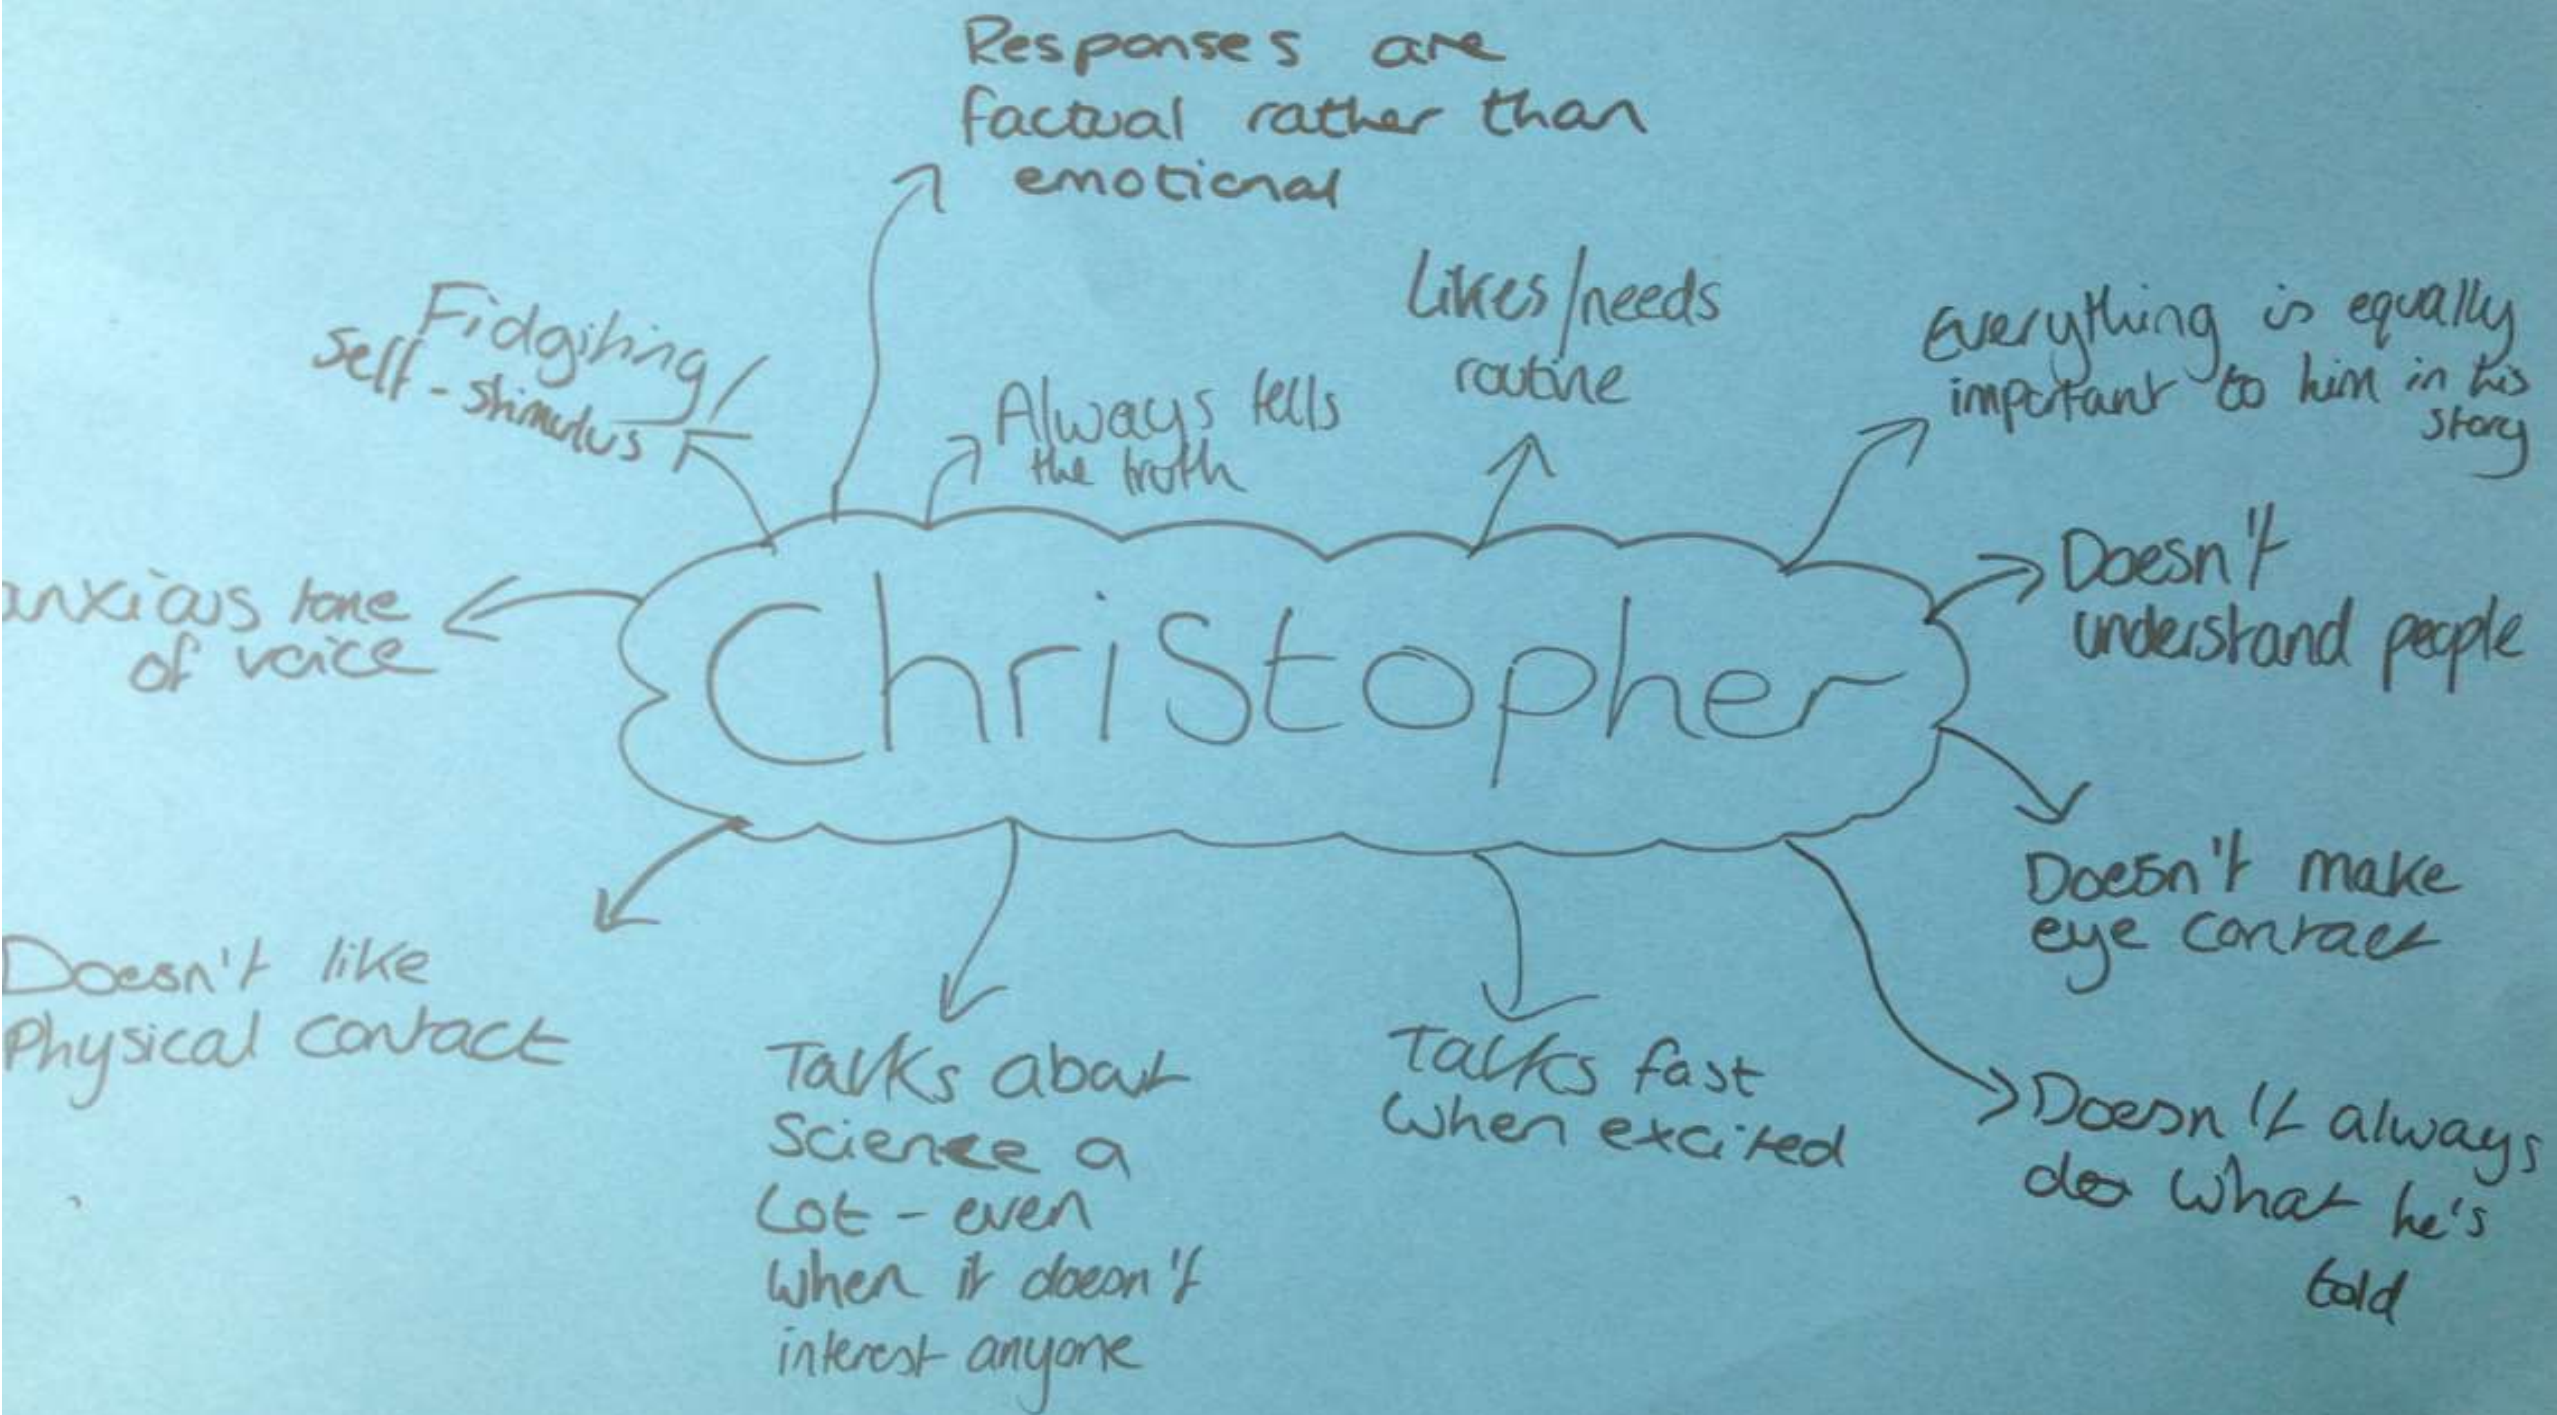 Responses are
factual rather than
emotional
Fidgiting/
self-stimulus
Always tells
the truth
Likes/needs
routine
Everything is equally
important to him in his
story
anxious tone
of voice
Christopher
Doesn't
understand people
Doesn't make
eye contact
Doesn't like
Physical contact
Talks about
Science a
Lot - even
when it doesn't
interest anyone
Talks fast
when excited
Doesn't always
do what he's
told